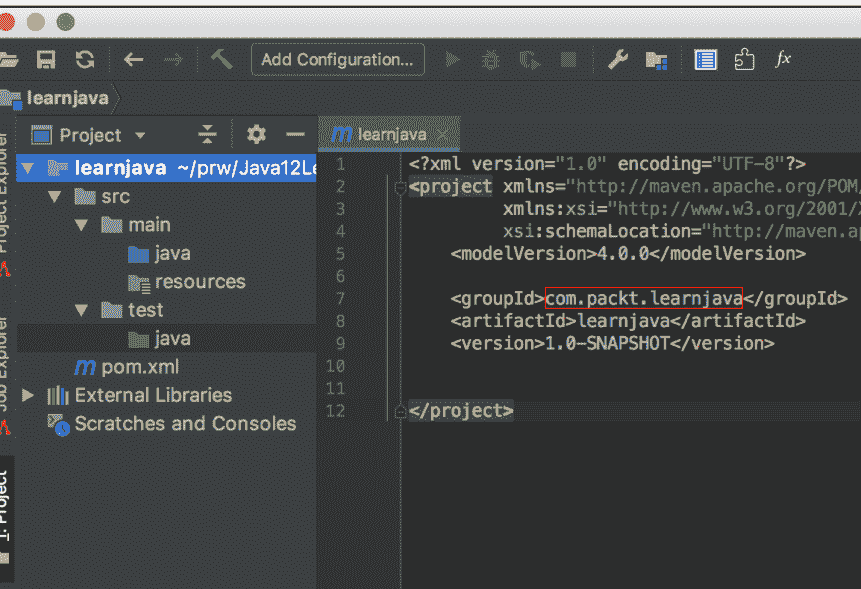 Add Configuration...
learnjava
Project
learnjava ~/prw/Java12Le
src
main
java
resources
test
java
pom.xml
External Libraries
Scratches and Consoles
Project Explorer
Job Explorer
1: Project
learnjava
1 <?xml version="1.0" encoding="UTF-8"?>
2 <project xmlns="http://maven.apache.org/POM/
3 xmlns:xsi="http://www.w3.org/2001/X
4 xsi:schemaLocation="http://maven.ap
5 <modelVersion>4.0.0</modelVersion>
6
7 <groupId>com.packt.learnjava</groupId>
8 <artifactId>learnjava</artifactId>
9 <version>1.0-SNAPSHOT</version>
10
11
12 </project>